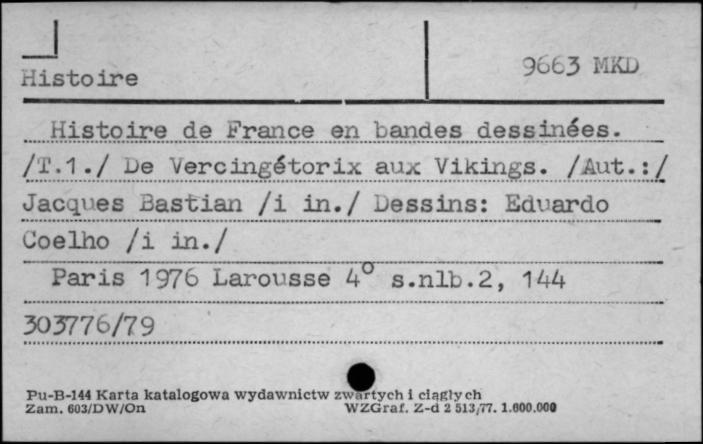 9663 MKD
Histoire
Histoire de France en bandes dessinées.
/T.1./ De Vercingétorix aux Vikings. /Aut.:/
Jacques Bastian /i in./ Dessins: Eduardo
Coelho /i in./
Paris 1976 Larousse 4° s.nlb.2, 144
303776/79
Pu-B-144 Karta katalogowa wydawnictw zwartych i ciągłych
Zam. 603/DW/On WZGraf. Z-d 2 513/77. 1.600.000